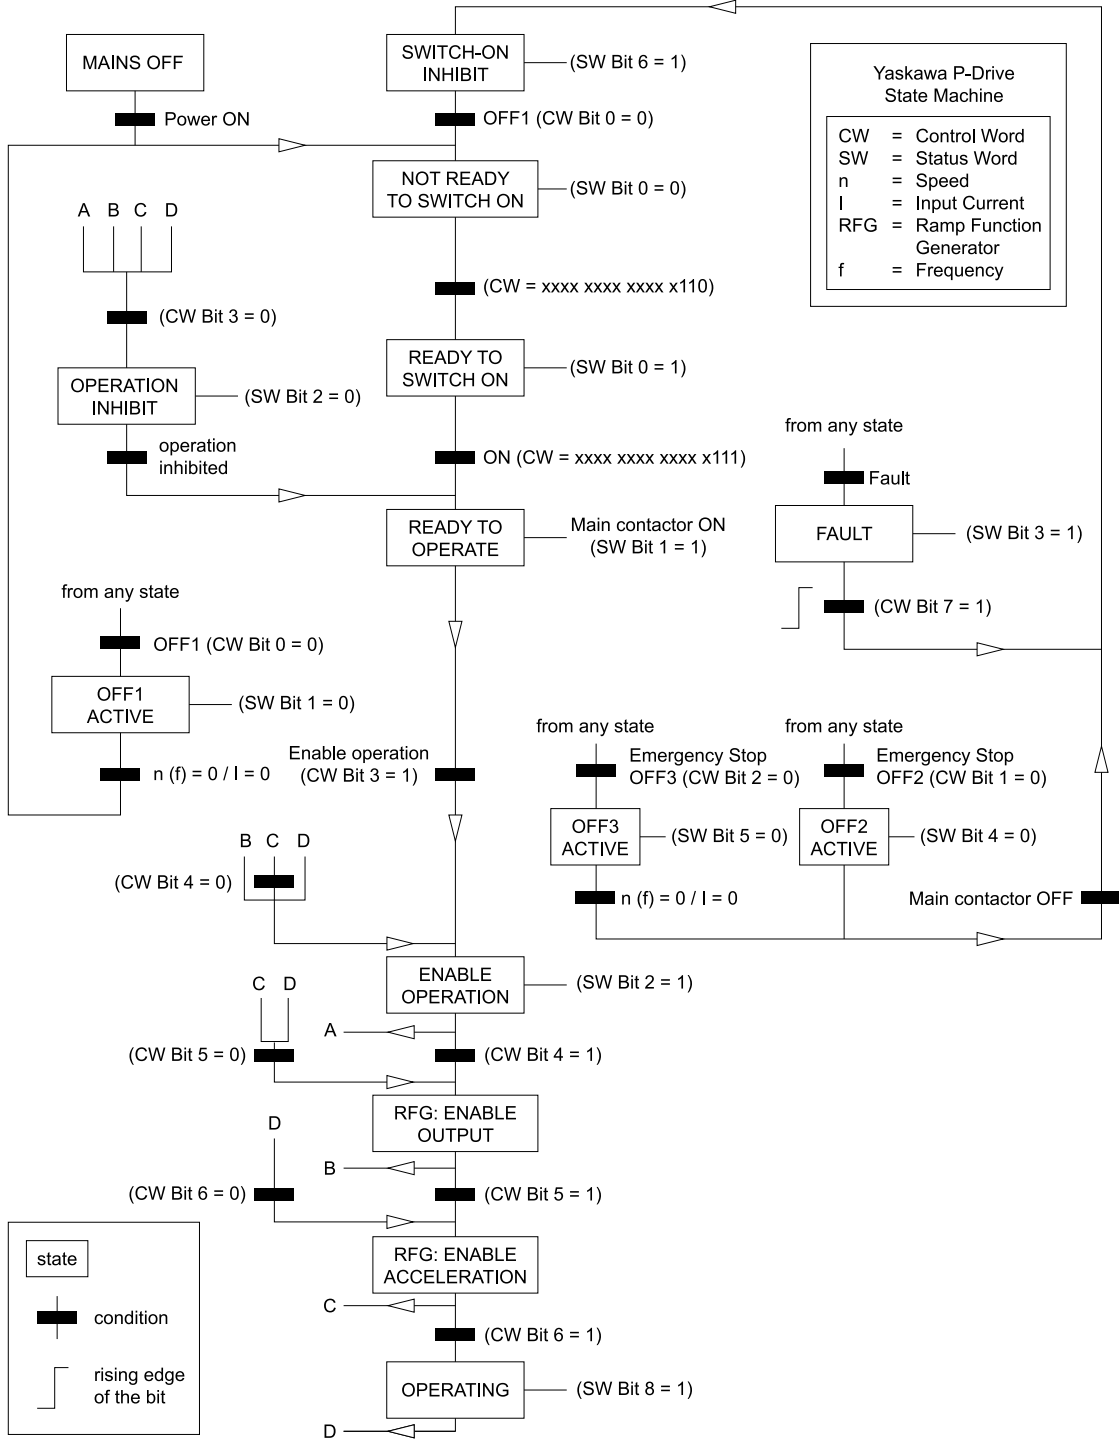 MAINS OFF
Power ON
SWITCH-ON
INHIBIT
(SW Bit 6 = 1)
OFF1 (CW Bit 0 = 0)
Yaskawa P-Drive
State Machine
CW = Control Word
SW = Status Word
n = Speed
I = Input Current
RFG = Ramp Function
Generator
f = Frequency
NOT READY
TO SWITCH ON
(SW Bit 0 = 0)
A B C D
(CW Bit 3 = 0)
(CW = xxxx xxxx xxxx x110)
OPERATION
INHIBIT
(SW Bit 2 = 0)
READY TO
SWITCH ON
(SW Bit 0 = 1)
operation
inhibited
ON (CW = xxxx xxxx xxxx x111)
READY TO
OPERATE
Main contactor ON
(SW Bit 1 = 1)
from any state
Fault
FAULT
(SW Bit 3 = 1)
(CW Bit 7 = 1)
from any state
OFF1 (CW Bit 0 = 0)
OFF1
ACTIVE
(SW Bit 1 = 0)
n (f) = 0 / I = 0
Enable operation
(CW Bit 3 = 1)
from any state
Emergency Stop
OFF3 (CW Bit 2 = 0)
OFF3
ACTIVE
(SW Bit 5 = 0)
n (f) = 0 / I = 0
from any state
Emergency Stop
OFF2 (CW Bit 1 = 0)
OFF2
ACTIVE
(SW Bit 4 = 0)
Main contactor OFF
B C D
(CW Bit 4 = 0)
ENABLE
OPERATION
(SW Bit 2 = 1)
A
C D
(CW Bit 5 = 0)
(CW Bit 4 = 1)
RFG: ENABLE
OUTPUT
D
B
(CW Bit 6 = 0)
(CW Bit 5 = 1)
RFG: ENABLE
ACCELERATION
C
(CW Bit 6 = 1)
OPERATING
(SW Bit 8 = 1)
D
state
condition
rising edge
of the bit